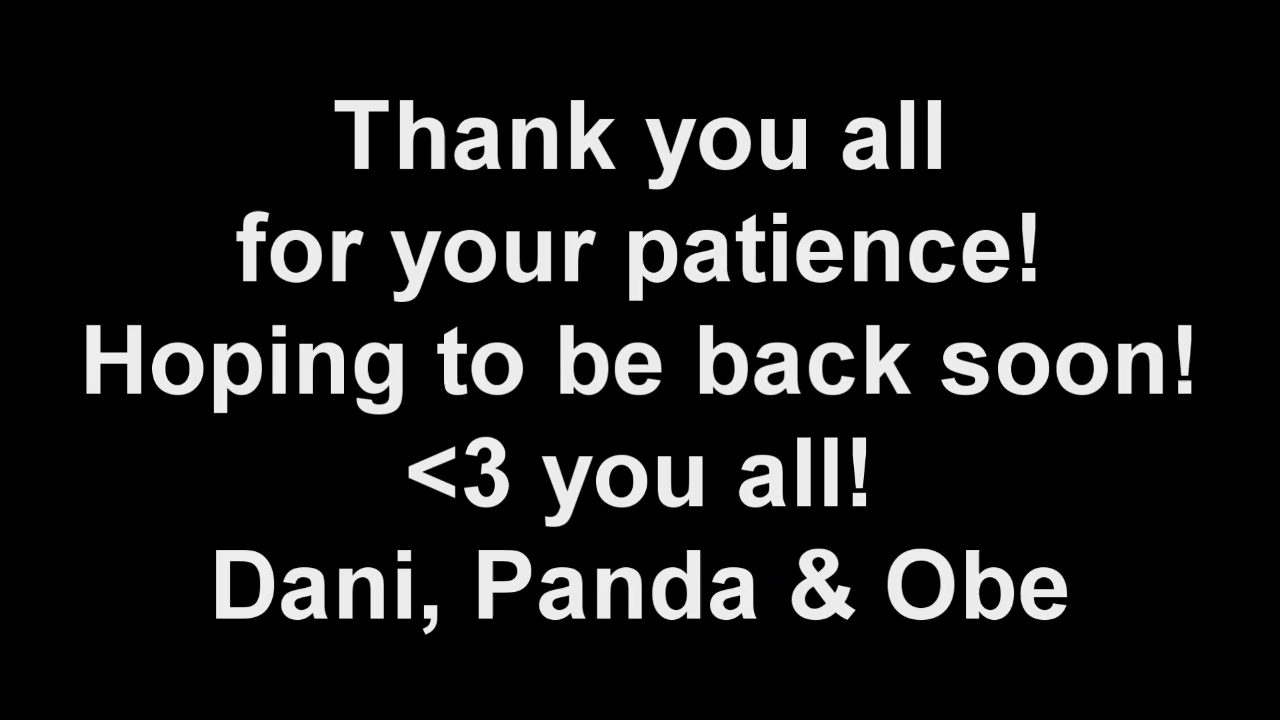 Thank you all
for your patience!
Hoping to be back soon!
<3 you all!
Dani, Panda & Obe